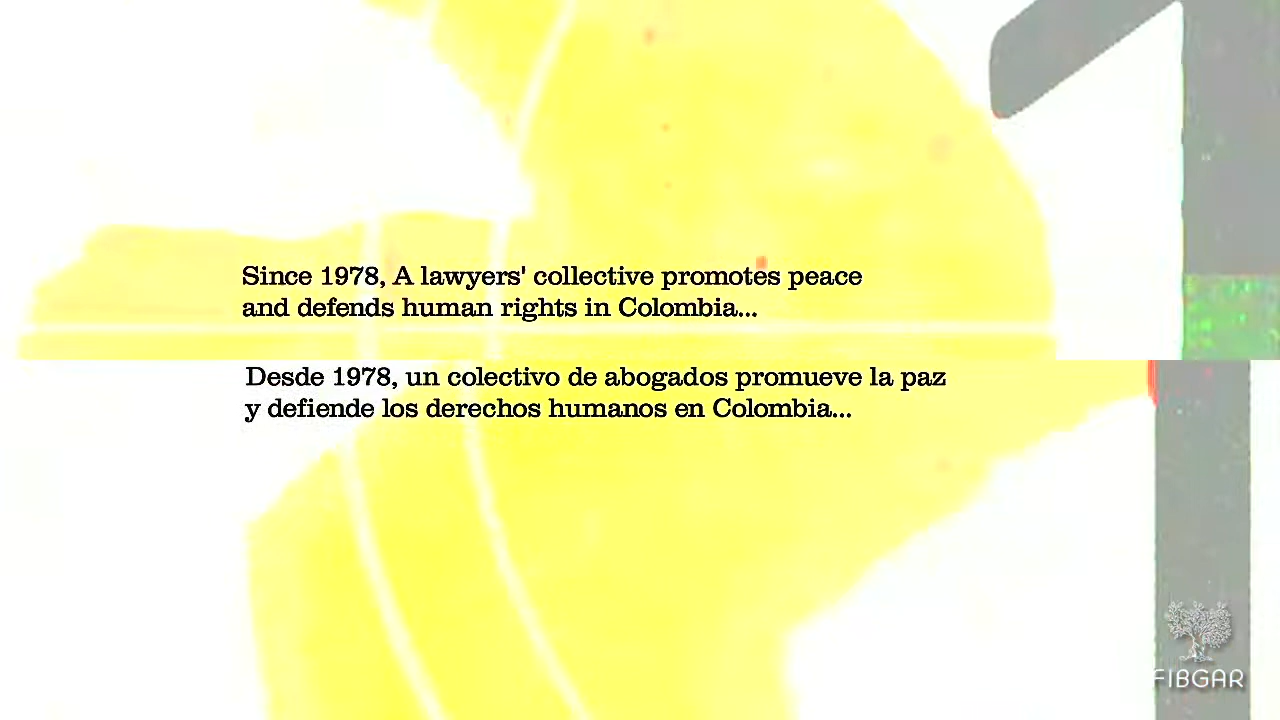 Since 1978, A lawyers' collective promotes peace
and defends human rights in Colombia...
Desde 1978, un colectivo de abogados promueve la paz
y defiende los derechos humanos en Colombia...
FIBGAR